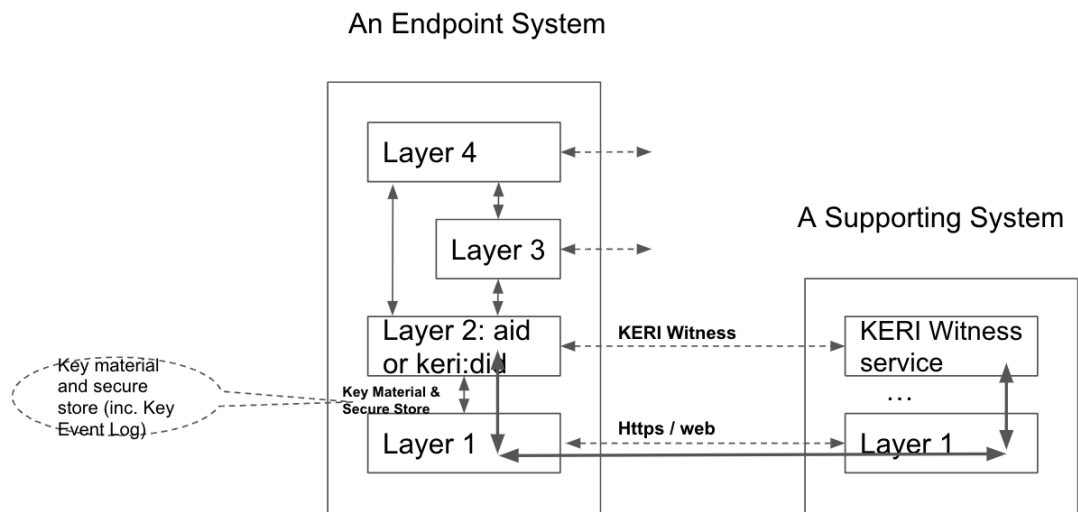 An Endpoint System
Layer 4
A Supporting System
Layer 3
Layer 2: aid
or keri:did
KERI Witness
KERI Witness
service
Key material
and secure
store (inc. Key
Event Log)
Key Material &
Secure Store
...
Https / web
Layer 1
Layer 1